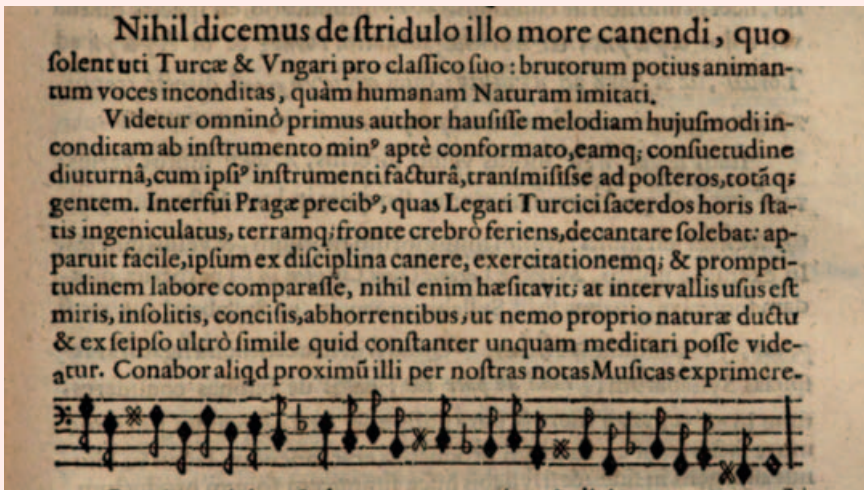 Nihil dicemus de ſtridulo illo more canendi, quo
ſolent uti Turcæ & Vngari pro claſſico ſuo: brutorum potius animan-
tum voces inconditas, quàm humanam Naturam imitati.
Videtur omninò primus author hauſiſſe melodiam hujuſmodi in-
conditam ab inſtrumento minꝰ aptè conformato, eamq; conſuetudine
diuturnâ, cum ipſiꝰ inſtrumenti facturâ, tranſmiſiſſe ad poſteros, totãq;
gentem. Interfui Pragæ precibꝰ, quas Legati Turcici ſacerdos horis ſta-
tis ingeniculatus, terramq; fronte crebrò feriens, decantare ſolebat: ap-
paruit facile, ipſum ex diſciplina canere, exercitationemq; & prompti-
tudinem labore comparaſſe, nihil enim hæſitavit; at intervallis uſus eſt
miris, inſolitis, conciſis, abhorrentibus, ut nemo proprio naturæ ductu
& ex ſeipſo ultrò ſimile quid conſtanter unquam meditari poſſe vide-
atur. Conabor aliqd proximũ illi per noſtras notas Muſicas exprimere.